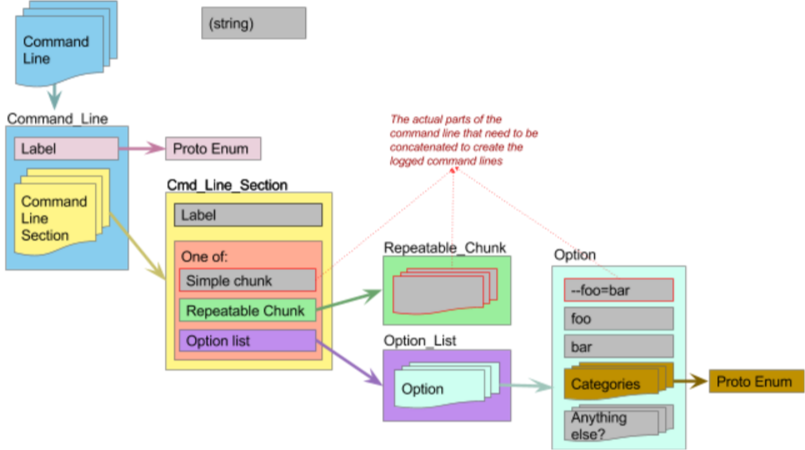 Command
Line
(string)
Command_Line
Label
Proto Enum
Command
Line
Section
The actual parts of the
command line that need to be
concatenated to create the
logged command lines
Cmd_Line_Section
Label
One of:
Simple chunk
Repeatable Chunk
Option list
Repeatable_Chunk
Option_List
Option
Option
--foo=bar
foo
bar
Categories
Proto Enum
Anything
else?